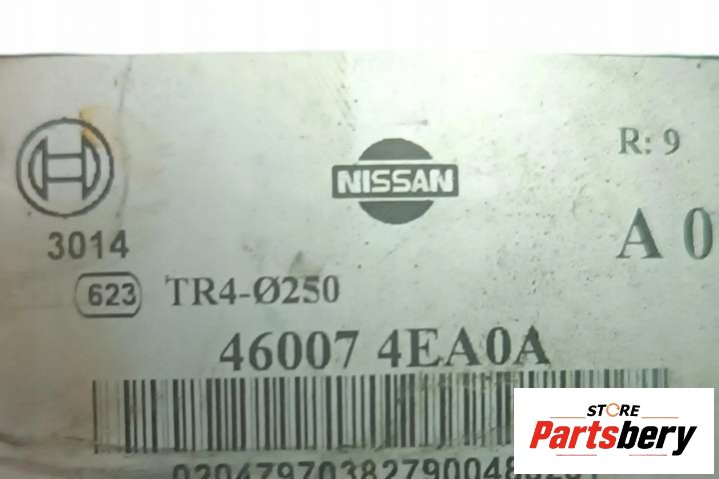 R: 9
NISSAN
3014
A 0
623 TR4-Ø250
46007 4EA0A
STORE
Partsbery